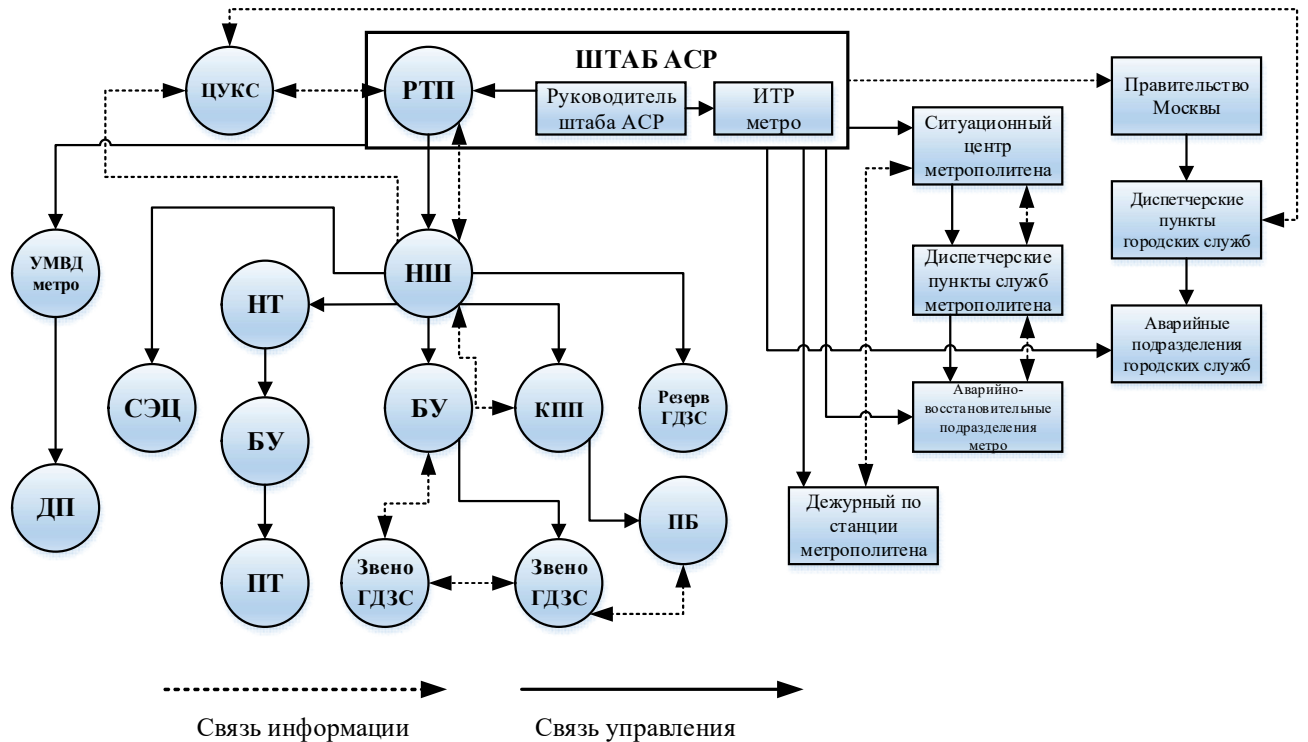 ШТАБ АСР
ЦУКС
РТП
Руководитель
штаба АСР
ИТР
метро
Правительство
Москвы
Ситуационный
центр
метрополитена
Диспетчерские
пункты
городских служб
УМВД
метро
НШ
НТ
Диспетчерские
пункты служб
метрополитена
Аварийные
подразделения
городских служб
СЭЦ
БУ
БУ
КПП
Резерв
ГДЗС
Аварийно-
восстановительные
подразделения
метро
ДП
ПТ
Звено
ГДЗС
Звено
ГДЗС
ПБ
Дежурный по
станции
метрополитена
Связь информации
Связь управления